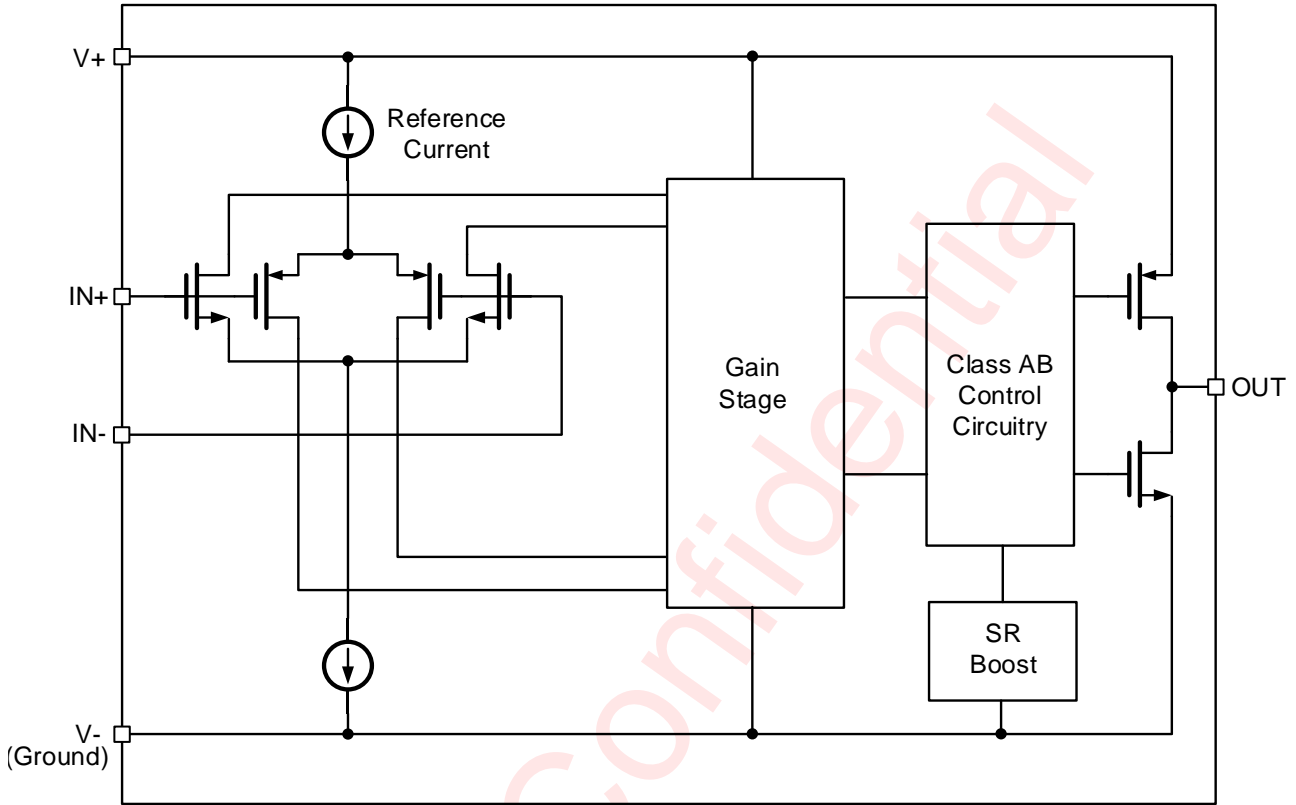 V+
Reference
Current
IN+
IN-
Gain
Stage
Class AB
Control
Circuitry
OUT
SR
Boost
V-
(Ground)
Confidential